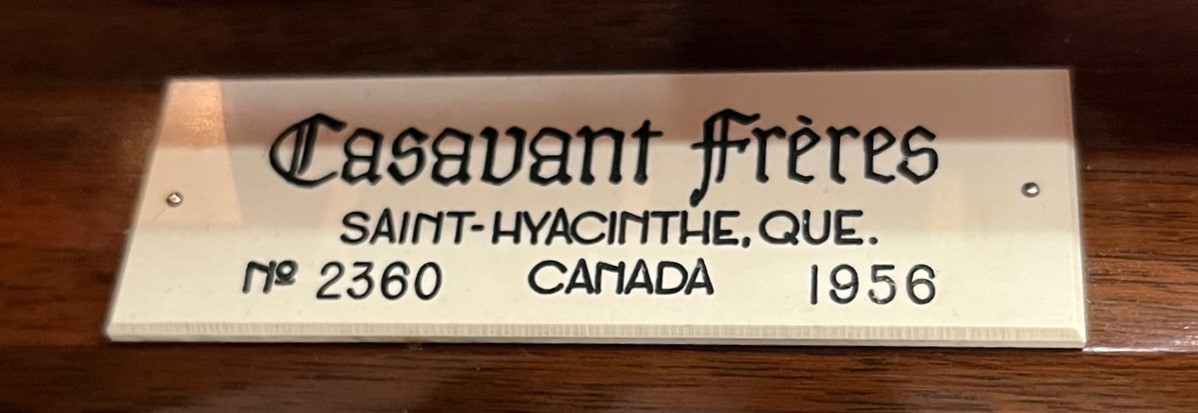 Casavant Frères
SAINT-HYACINTHE, QUE.
Nº 2360 CANADA 1956